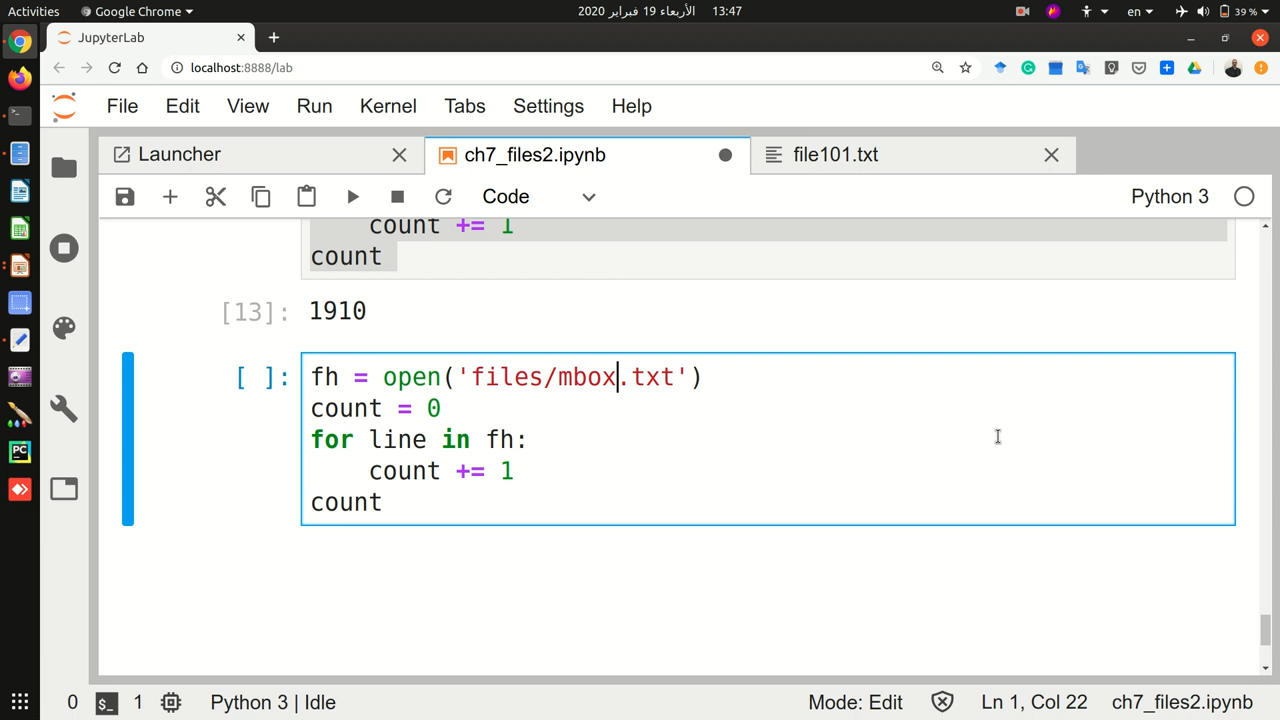 Activities
Google Chrome
الأربعاء 19 فبراير 2020 13:47
en
39 %
JupyterLab
localhost:8888/lab
File Edit View Run Kernel Tabs Settings Help
Launcher
ch7_files2.ipynb
file101.txt
Code
Python 3
count += 1
count
[13]: 1910
[ ]: fh = open('files/mbox.txt')
count = 0
for line in fh:
count += 1
count
PC
0
$_
1
Python 3 | Idle
Mode: Edit
Ln 1, Col 22
ch7_files2.ipynb